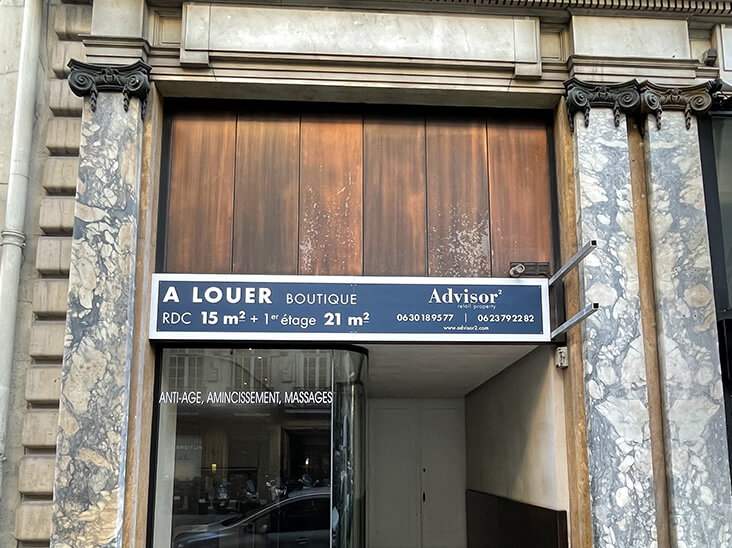 A LOUER BOUTIQUE
RDC 15 m² + 1er étage 21 m²
Advisor²
retail property
0630189577 | 0623792282
www.advisor2.com
ANTI-AGE, AMINCISSEMENT, MASSAGES